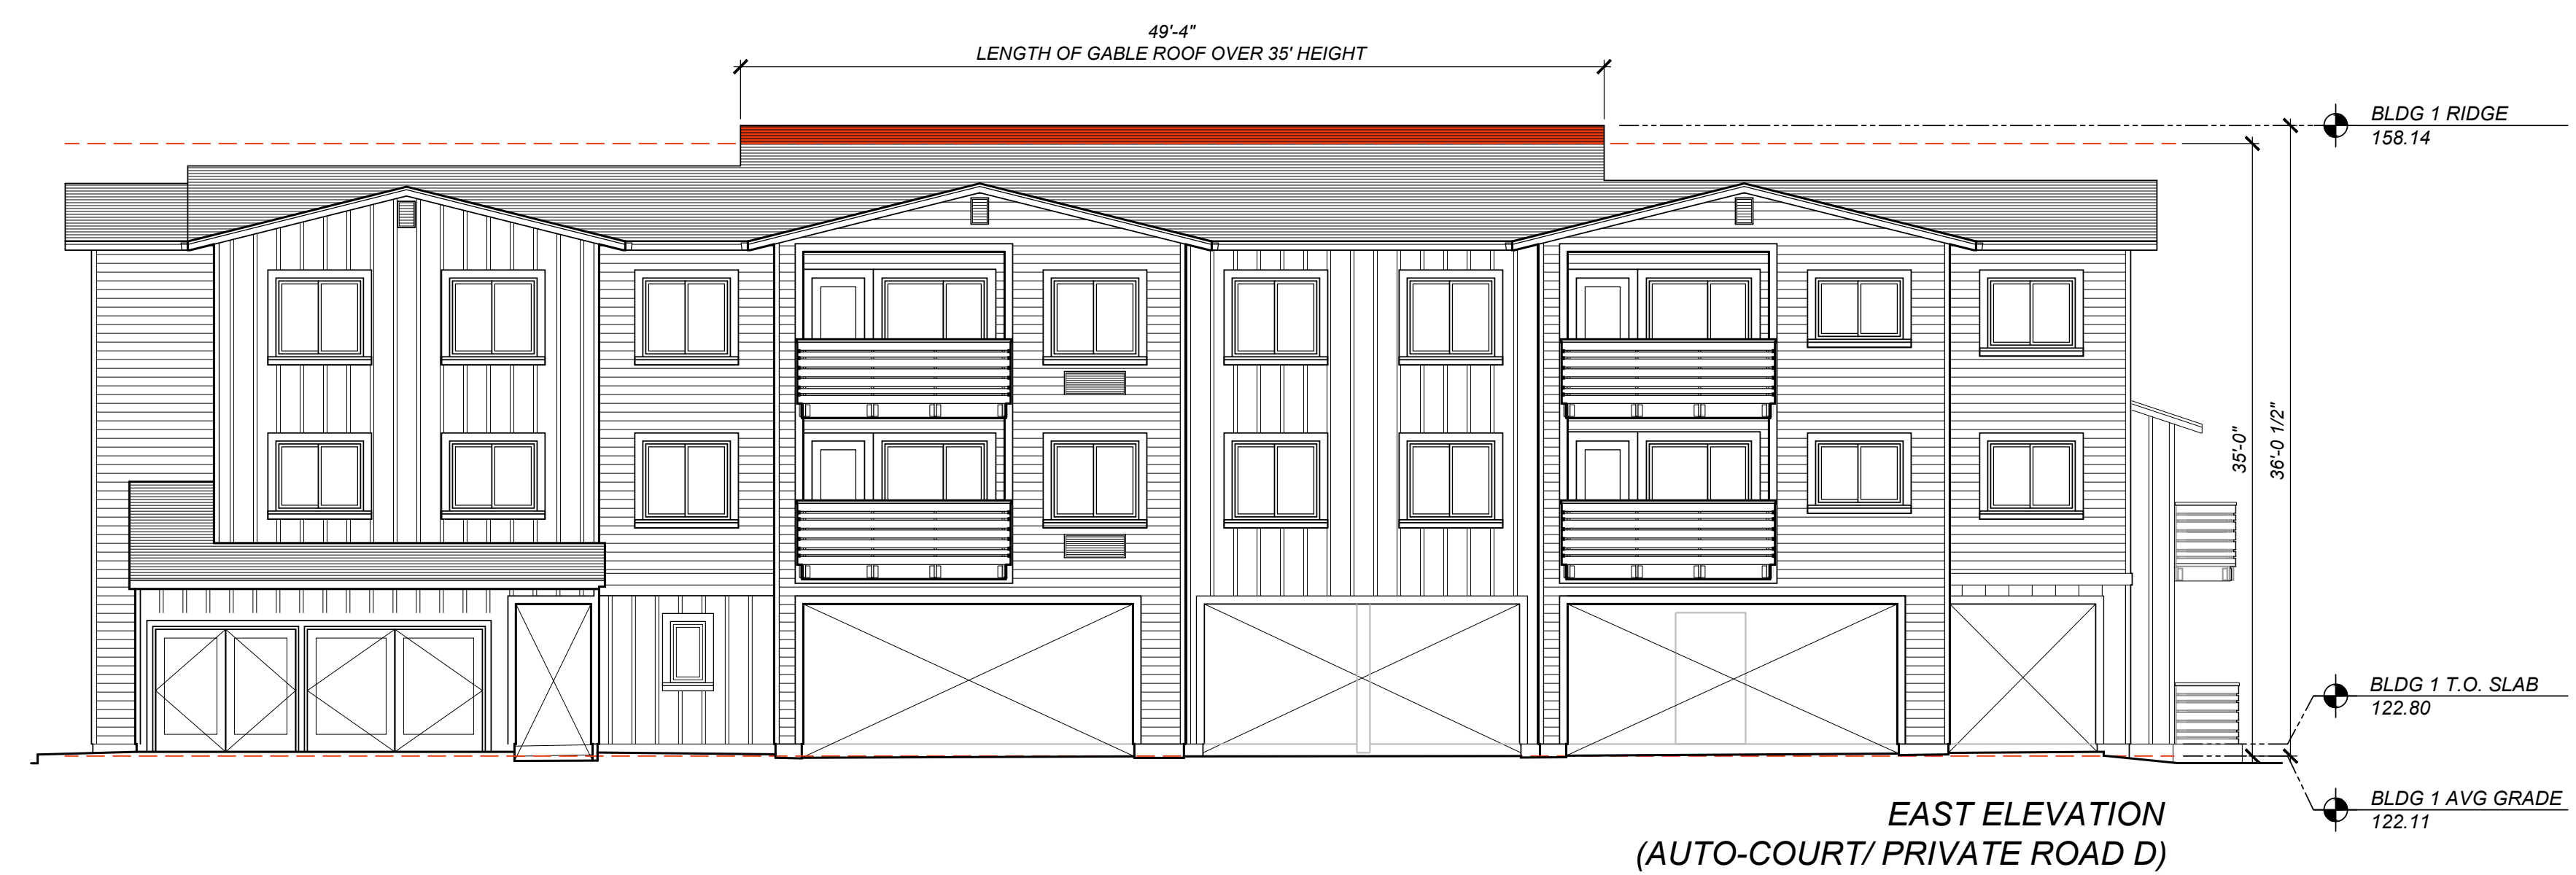 49'-4"
LENGTH OF GABLE ROOF OVER 35' HEIGHT
BLDG 1 RIDGE
158.14
35'-0"
36'-0 1/2"
BLDG 1 T.O. SLAB
122.80
BLDG 1 AVG GRADE
122.11
EAST ELEVATION
(AUTO-COURT/ PRIVATE ROAD D)